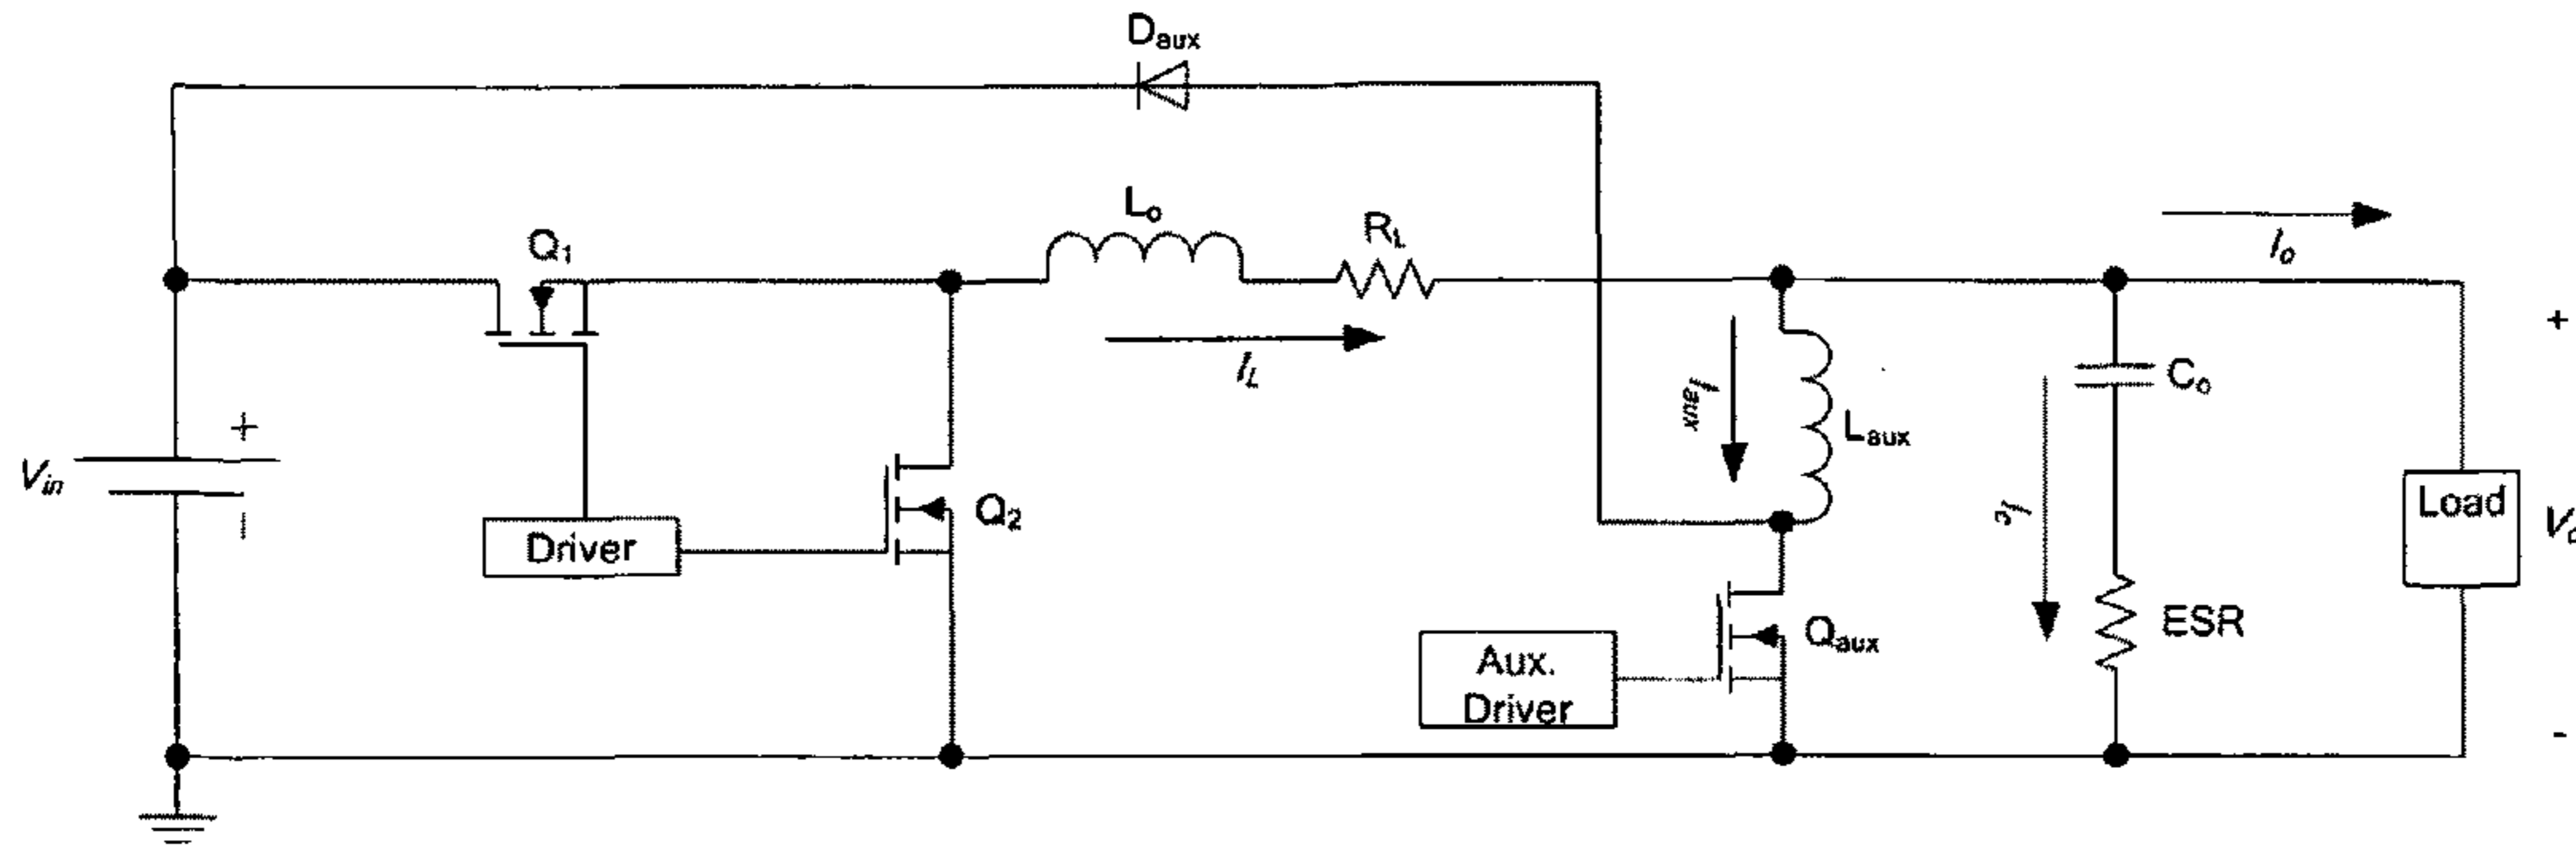 Daux
Lo
RL
Q1
Io
IL
+
+
Vin
Iaux
Laux
Co
Q2
Load
Ic
Driver
Qaux
ESR
Aux.
Driver
-